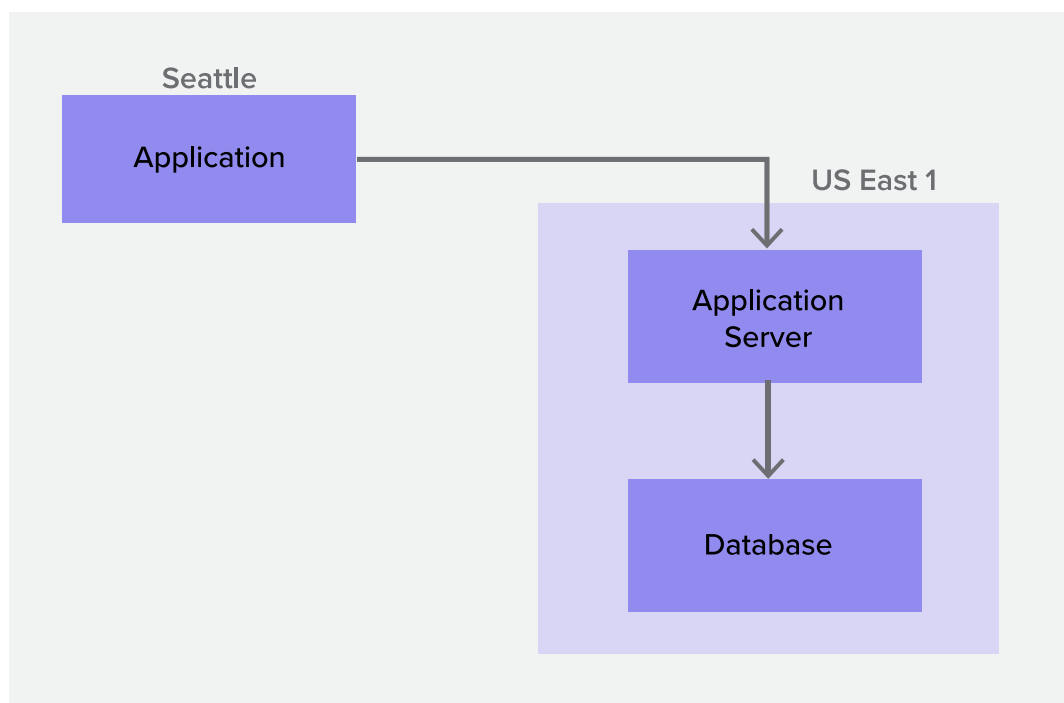 Seattle
Application
US East 1
Application
Server
Database